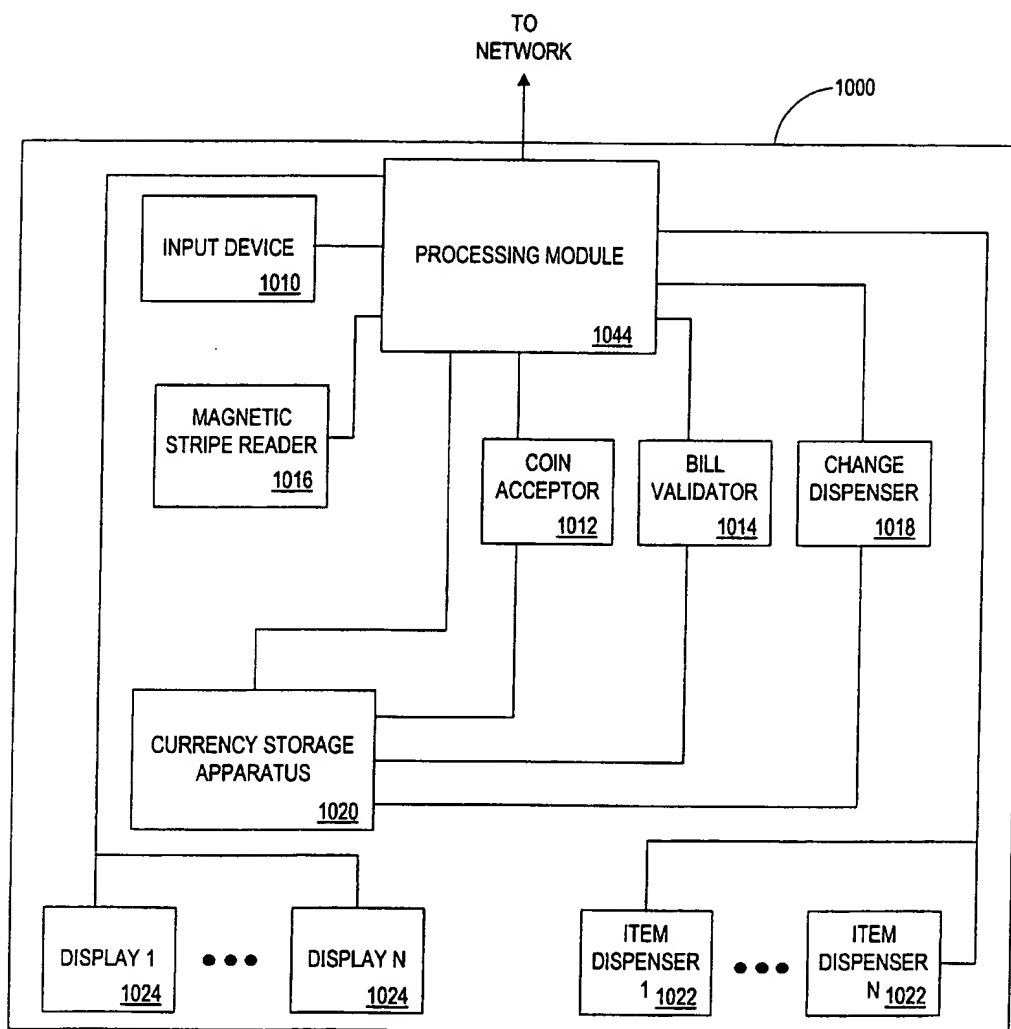 TO
NETWORK
1000
PROCESSING MODULE
1044
INPUT DEVICE
1010
MAGNETIC
STRIPE READER
1016
COIN
ACCEPTOR
1012
BILL
VALIDATOR
1014
CHANGE
DISPENSER
1018
CURRENCY STORAGE
APPARATUS
1020
DISPLAY 1
1024
DISPLAY N
1024
ITEM
DISPENSER
1
1022
ITEM
DISPENSER
N
1022